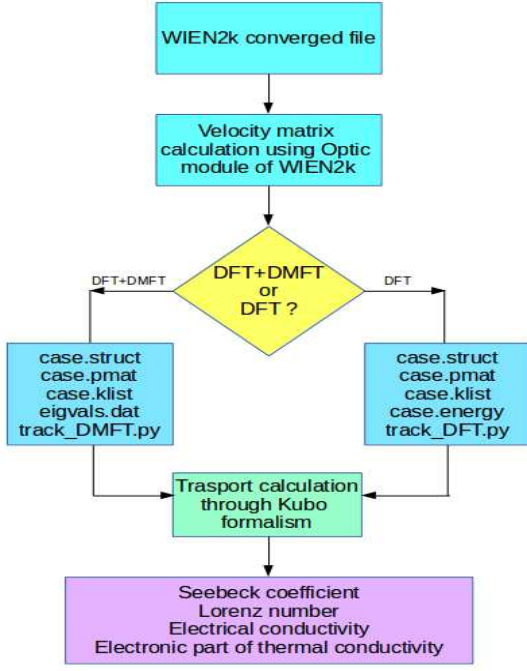 WIEN2k converged file
Velocity matrix
calculation using Optic
module of WIEN2k
DFT+DMFT
or
DFT ?
DFT+DMFT
DFT
case.struct
case.pmat
case.klist
eigvals.dat
track_DMFT.py
case.struct
case.pmat
case.klist
case.energy
track_DFT.py
Trasport calculation
through Kubo
formalism
Seebeck coefficient
Lorenz number
Electrical conductivity
Electronic part of thermal conductivity